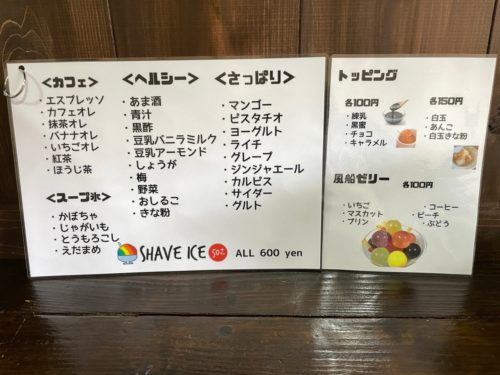 <カフェ>
・エスプレッソ
・カフェオレ
・抹茶オレ
・バナナオレ
・いちごオレ
・紅茶
・ほうじ茶
<スープ氷>
・かぼちゃ
・じゃがいも
・とうもろこし
・えだまめ
<ヘルシー>
・あま酒
・青汁
・黒酢
・豆乳バニラミルク
・豆乳アーモンド
・しょうが
・梅
・野菜
・おしるこ
・きな粉
<さっぱり>
・マンゴー
・ピスタチオ
・ヨーグルト
・ライチ
・グレープ
・ジンジャエール
・カルピス
・サイダー
・グルト
SHAVE ICE 502 ALL 600 yen
トッピング
各100円
・練乳
・黒蜜
・チョコ
・キャラメル
各150円
・白玉
・あんこ
・白玉きな粉
風船ゼリー 各100円
・いちご
・マスカット
・プリン
・コーヒー
・ピーチ
・ぶどう